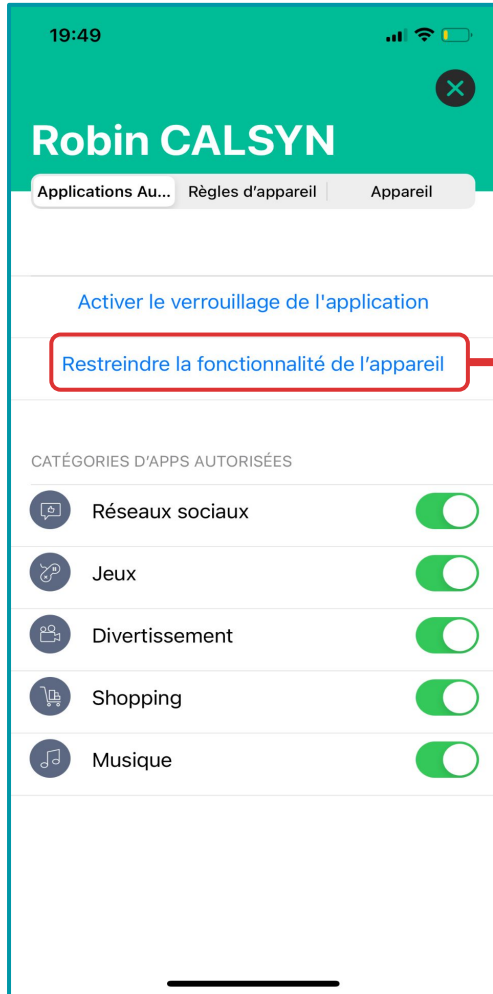 19:49
Robin CALSYN
Applications Au... Règles d'appareil Appareil
Activer le verrouillage de l'application
Restreindre la fonctionnalité de l'appareil
CATÉGORIES D'APPS AUTORISÉES
Réseaux sociaux
Jeux
Divertissement
Shopping
Musique